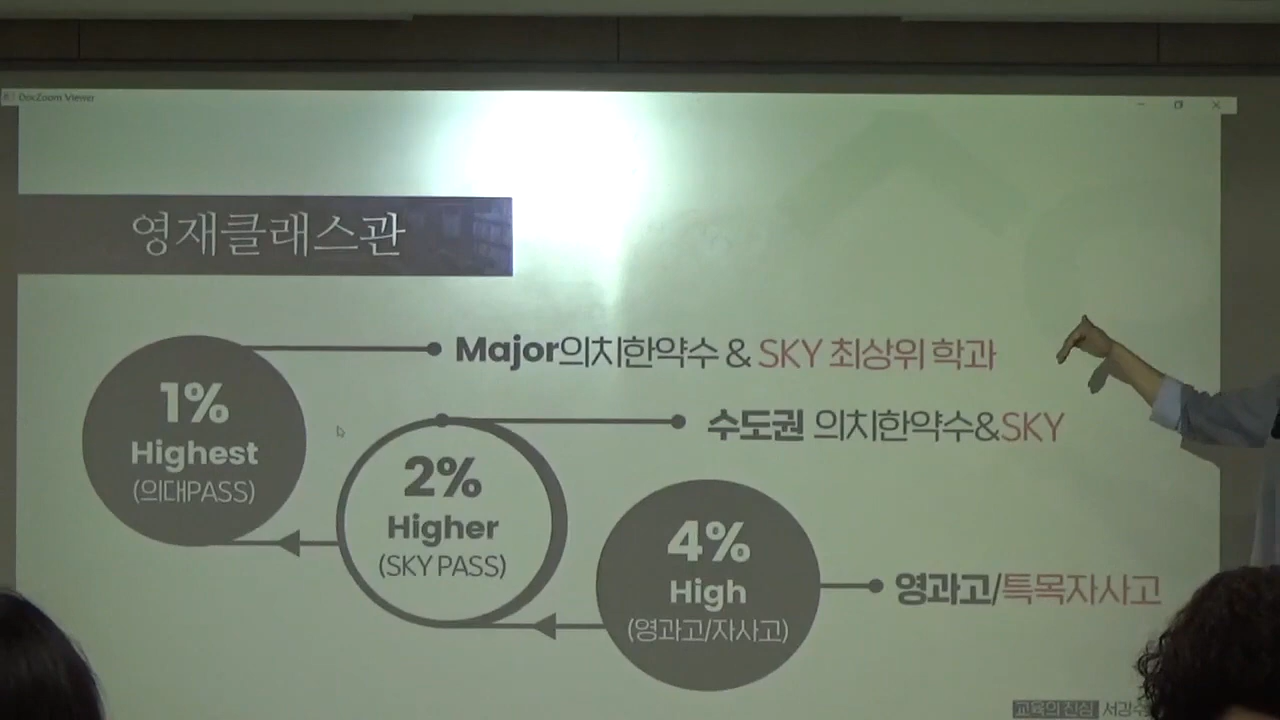 DocZoom Viewer
영재클래스관
Major의치한약수 & SKY 최상위 학과
1%
Highest
(의대PASS)
수도권 의치한약수&SKY
2%
Higher
(SKY PASS)
4%
High
(영과고/자사고)
영과고/특목자사고
교육의 진심 서강수